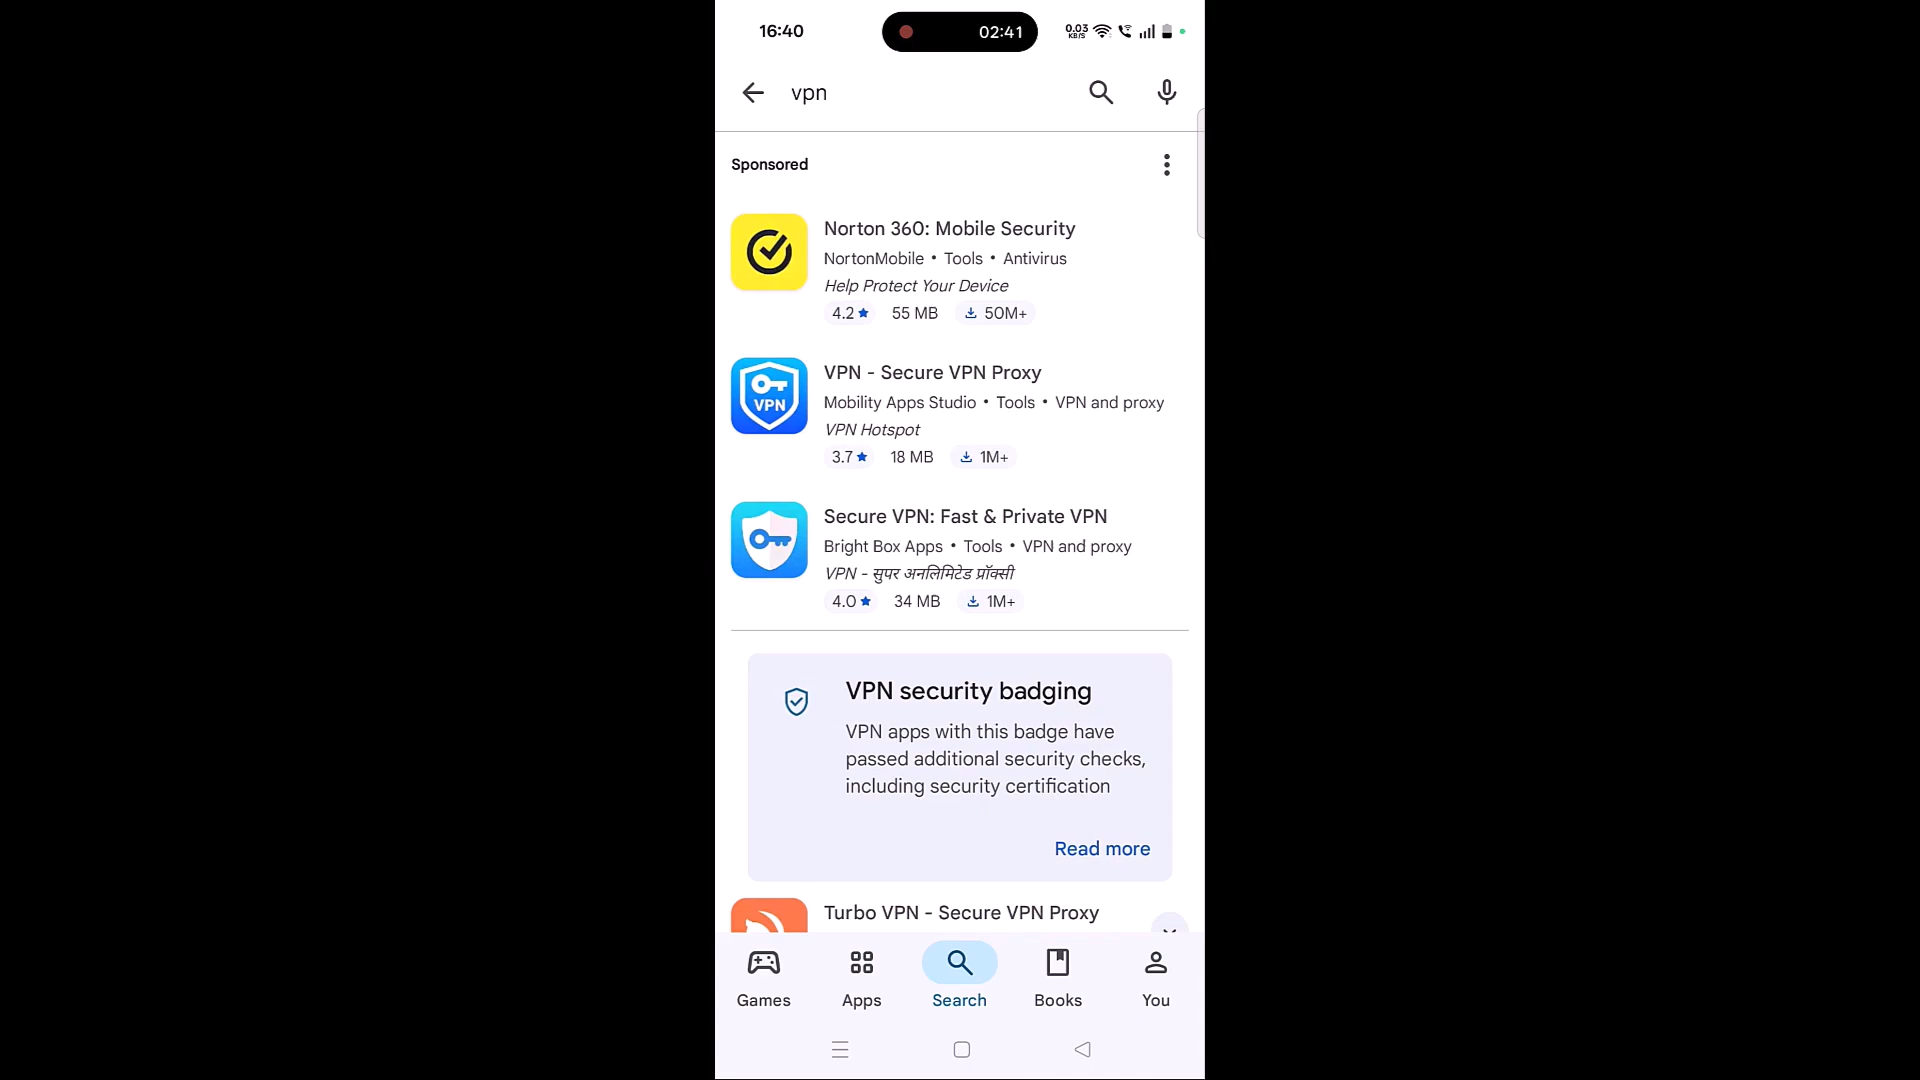 16:40
02:41
0.03
KB/S
vpn
Sponsored
Norton 360: Mobile Security
NortonMobile • Tools • Antivirus
Help Protect Your Device
4.2★ 55 MB 50M+
VPN
VPN - Secure VPN Proxy
Mobility Apps Studio • Tools • VPN and proxy
VPN Hotspot
3.7★ 18 MB 1M+
Secure VPN: Fast & Private VPN
Bright Box Apps • Tools • VPN and proxy
VPN - सुपर अनलिमिटेड प्रॉक्सी
4.0★ 34 MB 1M+
VPN security badging
VPN apps with this badge have
passed additional security checks,
including security certification
Read more
Turbo VPN - Secure VPN Proxy
Games Apps Search Books You